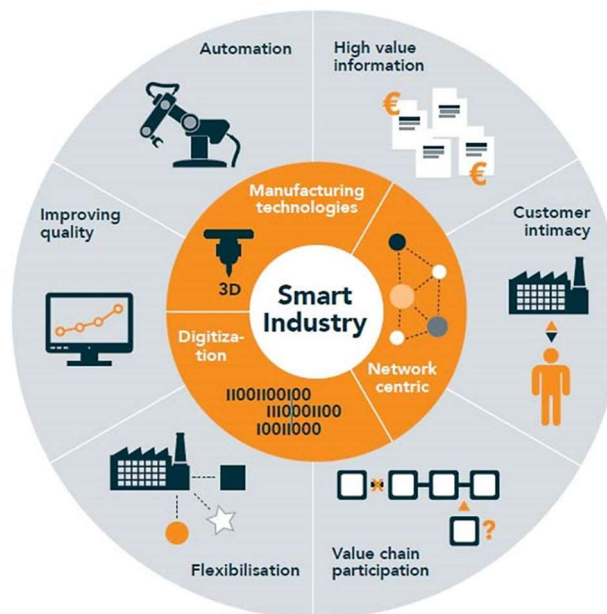 Automation
High value
information
Manufacturing
technologies
€
€
Improving
quality
Customer
intimacy
3D
Smart
Industry
Digitiza-
tion
Network
centric
11001100100
1110001100
10011000
?
Flexibilisation
Value chain
participation